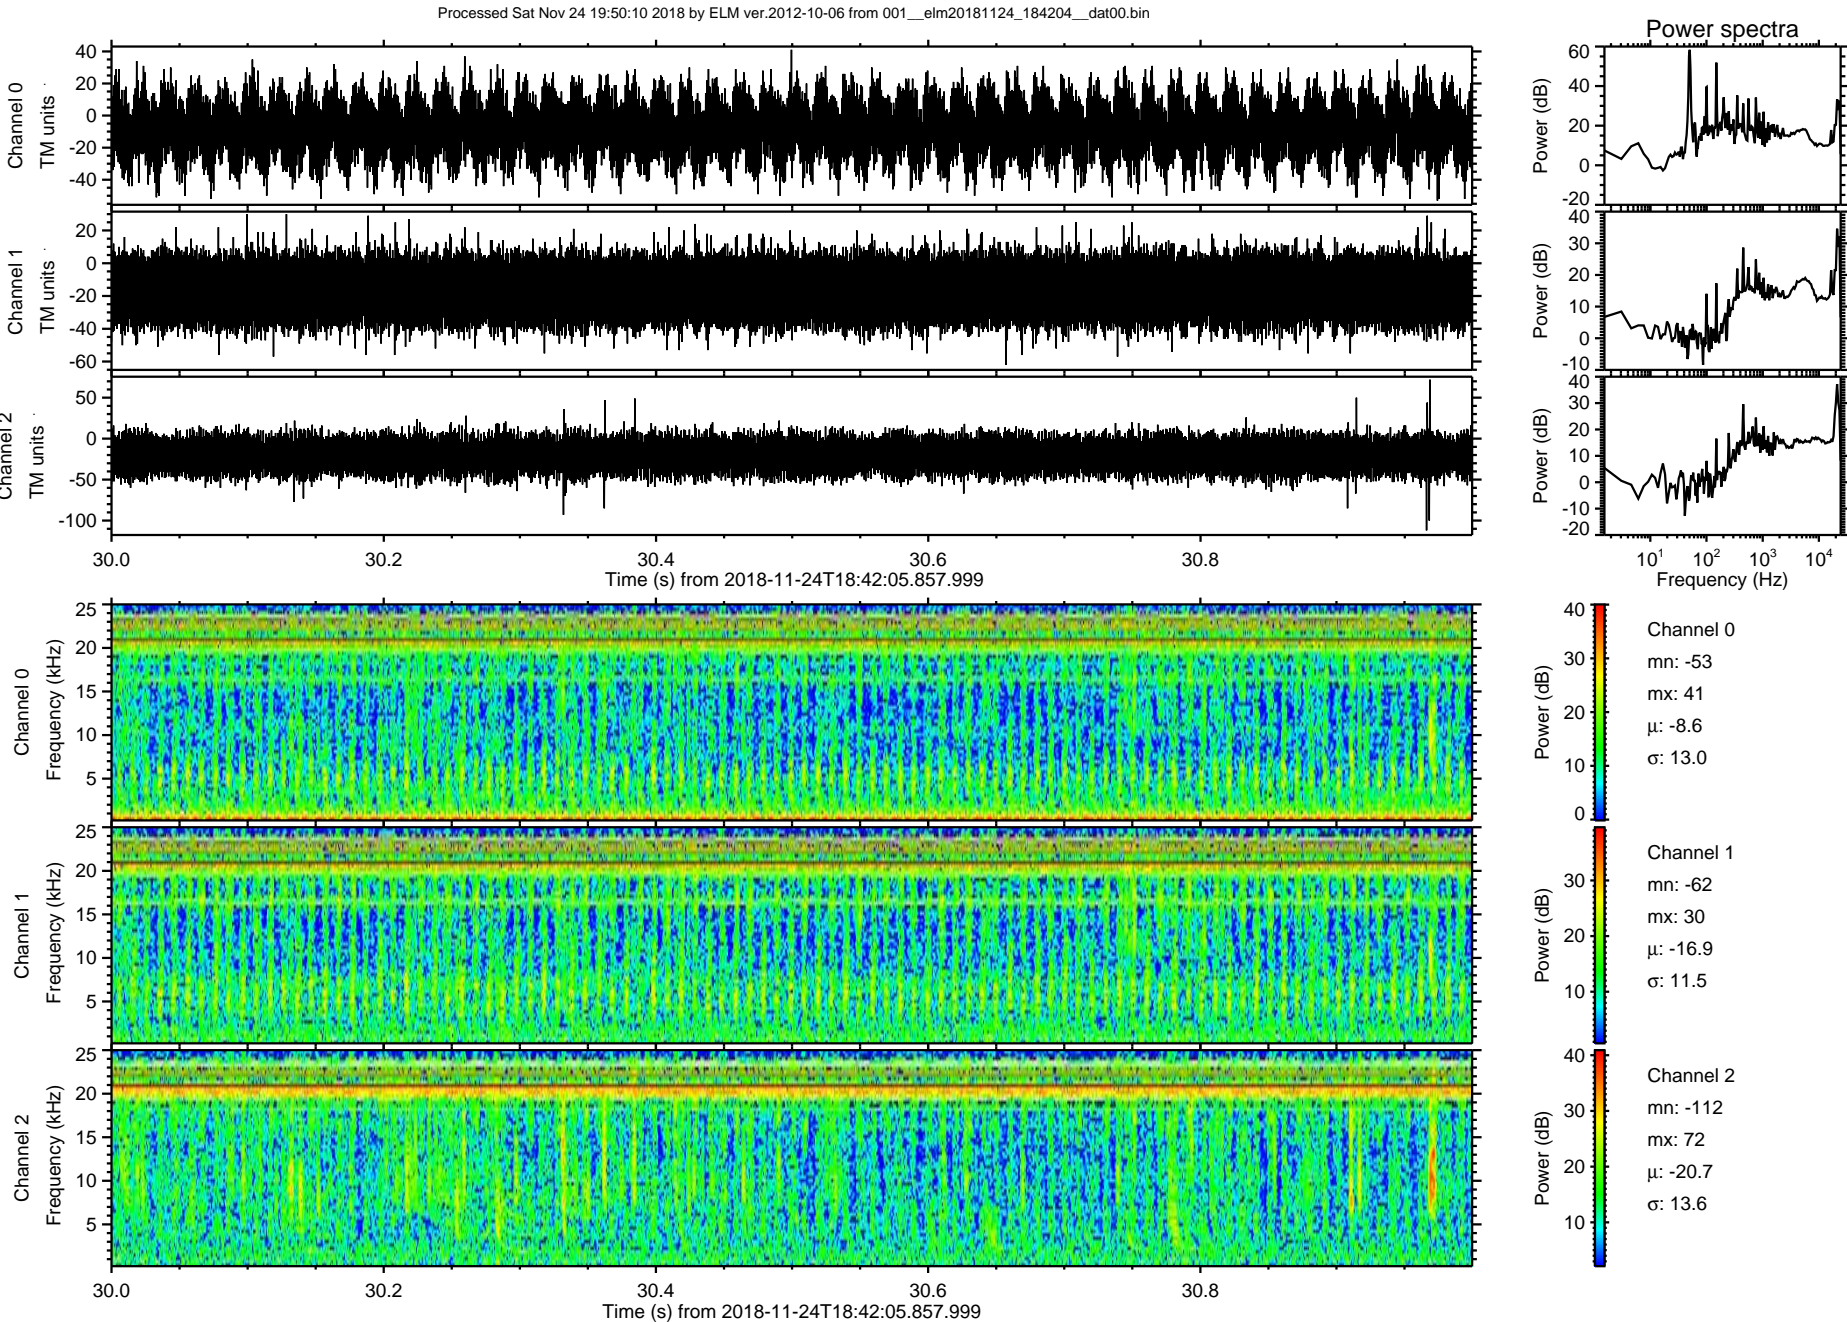 Processed Sat Nov 24 19:50:10 2018 by ELM ver.2012-10-06 from 001__elm20181124_184204__dat00.bin
Power spectra
Channel 0
TM units
40
20
0
-20
-40
Power (dB)
60
40
20
0
-20
Channel 1
TM units
20
0
-20
-40
-60
Power (dB)
40
30
20
10
0
-10
Channel 2
TM units
50
0
-50
-100
Power (dB)
40
30
20
10
0
-10
-20
30.0 30.2 30.4 30.6 30.8
Time (s) from 2018-11-24T18:42:05.857.999
10¹ 10² 10³ 10⁴
Frequency (Hz)
Channel 0
Frequency (kHz)
25
20
15
10
5
Power (dB)
40
30
20
10
0
Channel 0
mn: -53
mx: 41
μ: -8.6
σ: 13.0
Channel 1
Frequency (kHz)
25
20
15
10
5
Power (dB)
30
20
10
Channel 1
mn: -62
mx: 30
μ: -16.9
σ: 11.5
Channel 2
Frequency (kHz)
25
20
15
10
5
Power (dB)
40
30
20
10
Channel 2
mn: -112
mx: 72
μ: -20.7
σ: 13.6
30.0 30.2 30.4 30.6 30.8
Time (s) from 2018-11-24T18:42:05.857.999